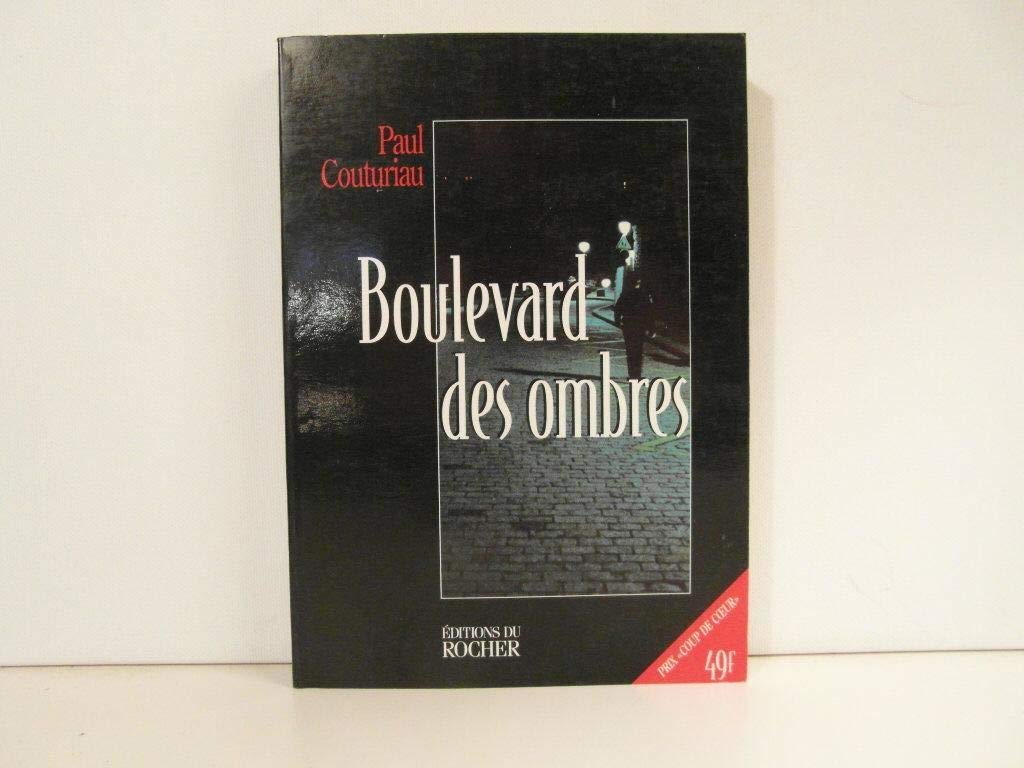 Paul
Couturiau
Boulevard
des ombres
ÉDITIONS DU
ROCHER
PRIX «COUP DE CŒUR»
49F